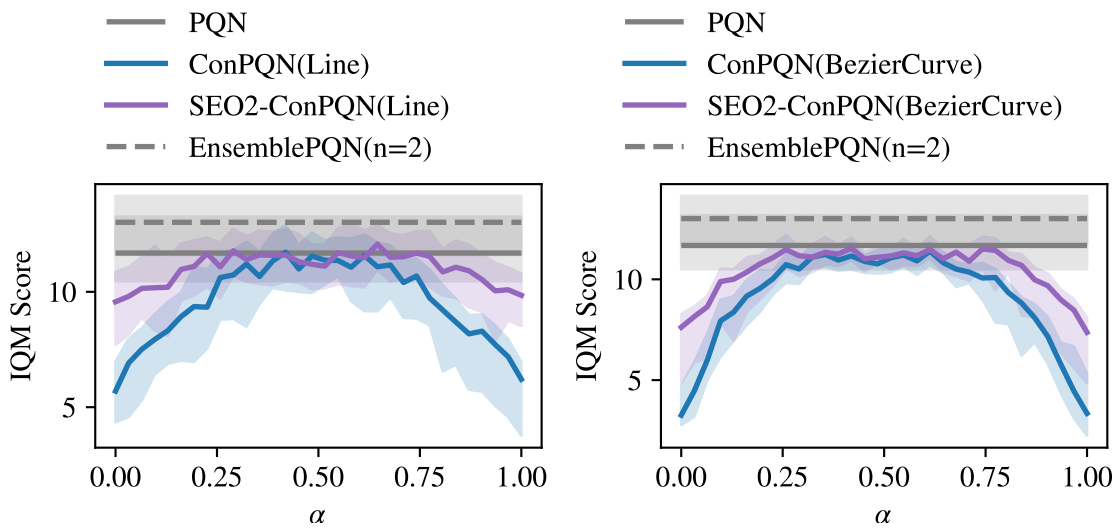 PQN
ConPQN(Line)
SEO2-ConPQN(Line)
EnsemblePQN(n=2)
IQM Score
10
5
0.00 0.25 0.50 0.75 1.00
α
PQN
ConPQN(BezierCurve)
SEO2-ConPQN(BezierCurve)
EnsemblePQN(n=2)
IQM Score
10
5
0.00 0.25 0.50 0.75 1.00
α